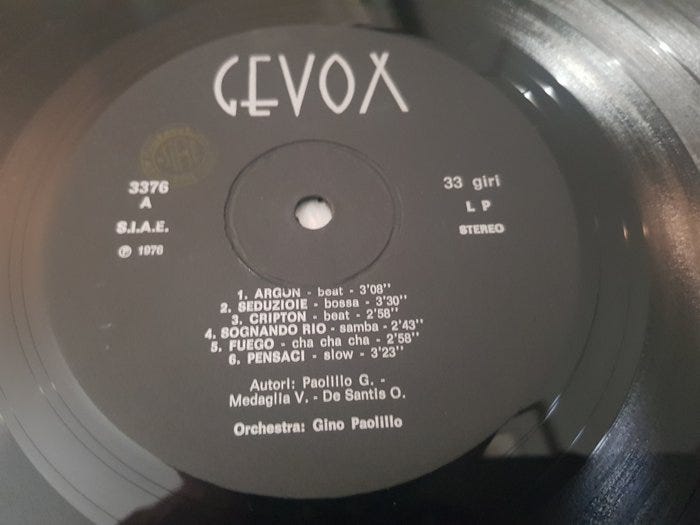 GEVOX
3376
A
S.I.A.E.
℗ 1976
33 giri
L P
STEREO
1. ARGON - beat - 3'08''
2. SEDUZIOIE - bossa - 3'30''
3. CRIPTON - beat - 2'58''
4. SOGNANDO RIO - samba - 2'43''
5. FUEGO - cha cha cha - 2'58''
6. PENSACI - slow - 3'23''
Autori: Paolillo G. -
Medaglia V. - De Santis O.
Orchestra: Gino Paolillo